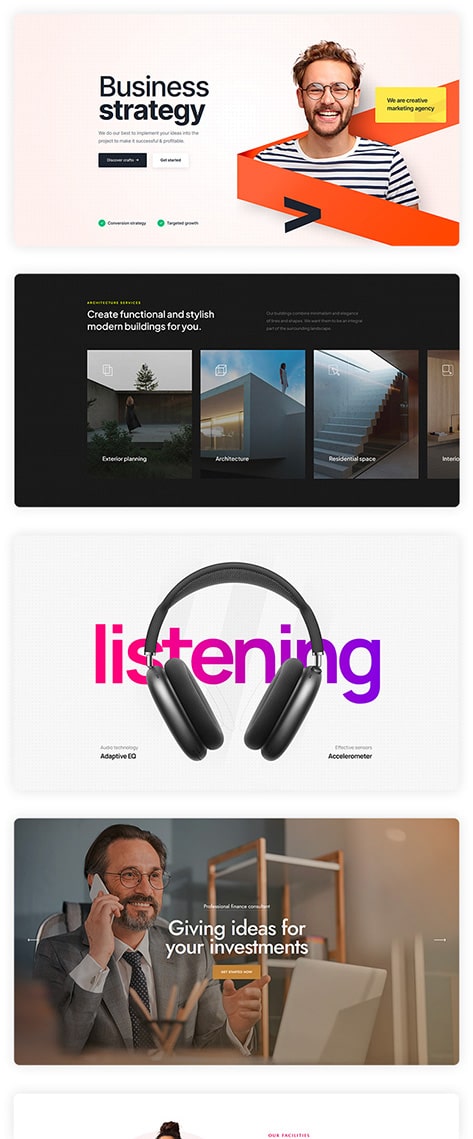 Business
strategy
We do our best to implement your ideas into the
project to make it successful & profitable.
Discover crafts →
Get started
Conversion strategy
Targeted growth
We are creative
marketing agency
ARCHITECTURE SERVICES
Create functional and stylish
modern buildings for you.
Our buildings combine minimalism and elegance
of lines and shapes. We want them to be an integral
part of the surrounding landscape.
Exterior planning
Architecture
Residential space
Interio
listening
Audio technology
Adaptive EQ
Effective sensors
Accelerometer
Professional finance consultant
Giving ideas for
your investments
GET STARTED NOW
OUR FACILITIES